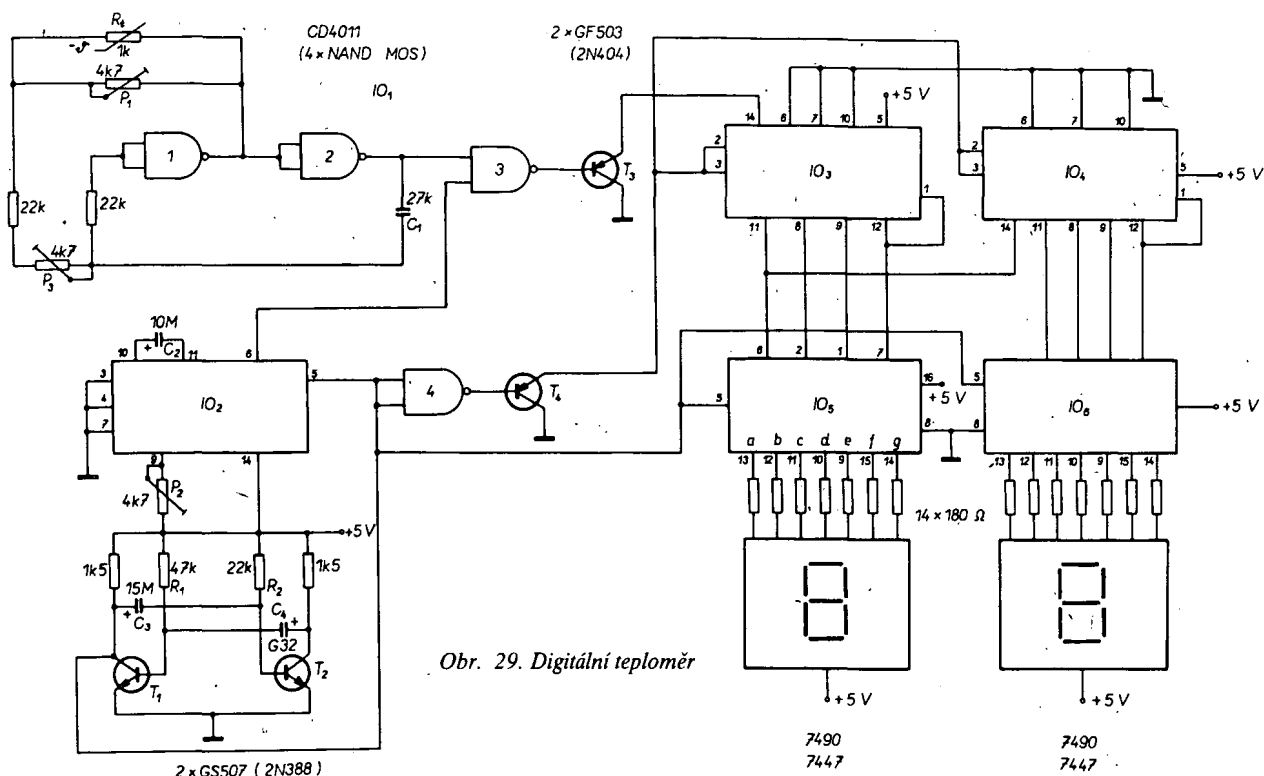 Rt
-ϑ
1k
4k7
P1
CD4011
(4×NAND MOS)
IO1
2×GF503
(2N404)
1
2
3
22k
22k
27k
C1
4k7
P3
T3
14
6
7
10
5
+5 V
2
3
IO3
1
11
8
9
12
6
7
10
2
3
IO4
5
+5 V
1
14
11
8
9
12
10M
+
C2
10
11
6
3
4
7
IO2
5
9
14
4
T4
P2
4k7
+5 V
1k5
47k
R1
22k
R2
1k5
15M
+
C3
C4
+
G32
T1
T2
2×GS507 (2N388)
6
2
1
7
5
IO5
16
+5 V
8
a b c d e f g
13 12 11 10 9 15 14
5
IO6
+5 V
8
13 12 11 10 9 15 14
14×180 Ω
+5 V
+5 V
Obr. 29. Digitální teploměr
7490
7447
7490
7447